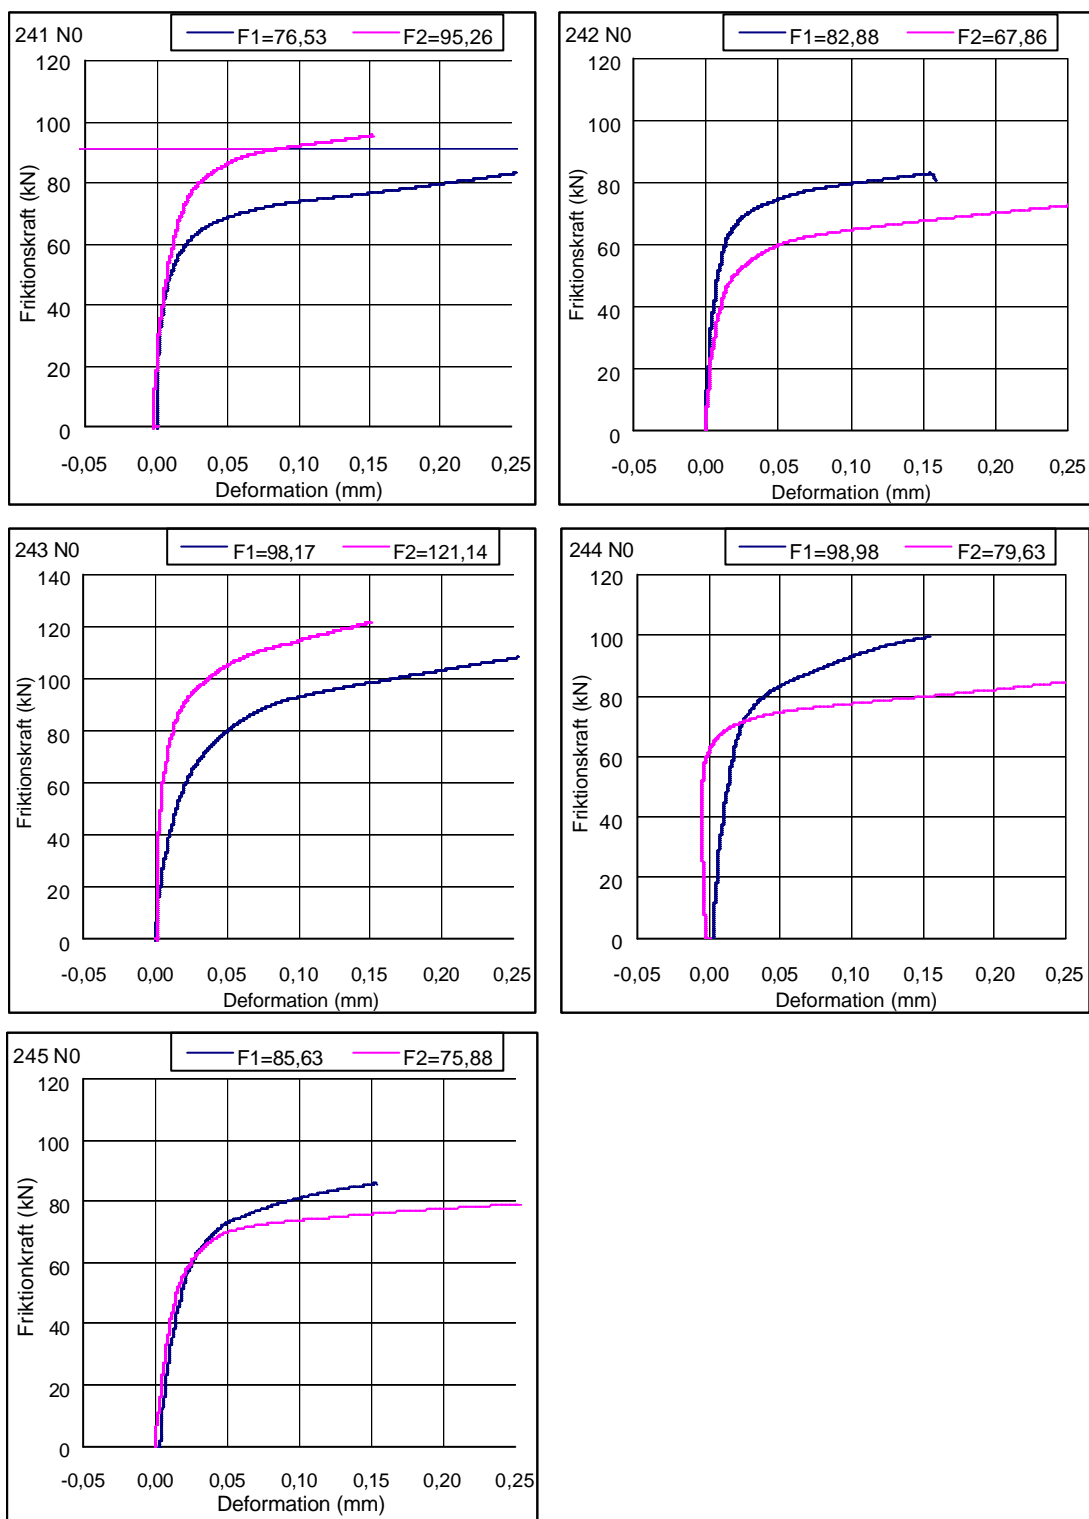 241 N0
F1=76,53 F2=95,26
120
100
80
60
40
20
0
Friktionskraft (kN)
-0,05 0,00 0,05 0,10 0,15 0,20 0,25
Deformation (mm)
242 N0
F1=82,88 F2=67,86
120
100
80
60
40
20
0
Friktionskraft (kN)
-0,05 0,00 0,05 0,10 0,15 0,20 0,25
Deformation (mm)
243 N0
F1=98,17 F2=121,14
140
120
100
80
60
40
20
0
Friktionskraft (kN)
-0,05 0,00 0,05 0,10 0,15 0,20 0,25
Deformation (mm)
244 N0
F1=98,98 F2=79,63
120
100
80
60
40
20
0
Friktionskraft (kN)
-0,05 0,00 0,05 0,10 0,15 0,20 0,25
Deformation (mm)
245 N0
F1=85,63 F2=75,88
120
100
80
60
40
20
0
Friktionkraft (kN)
-0,05 0,00 0,05 0,10 0,15 0,20 0,25
Deformation (mm)